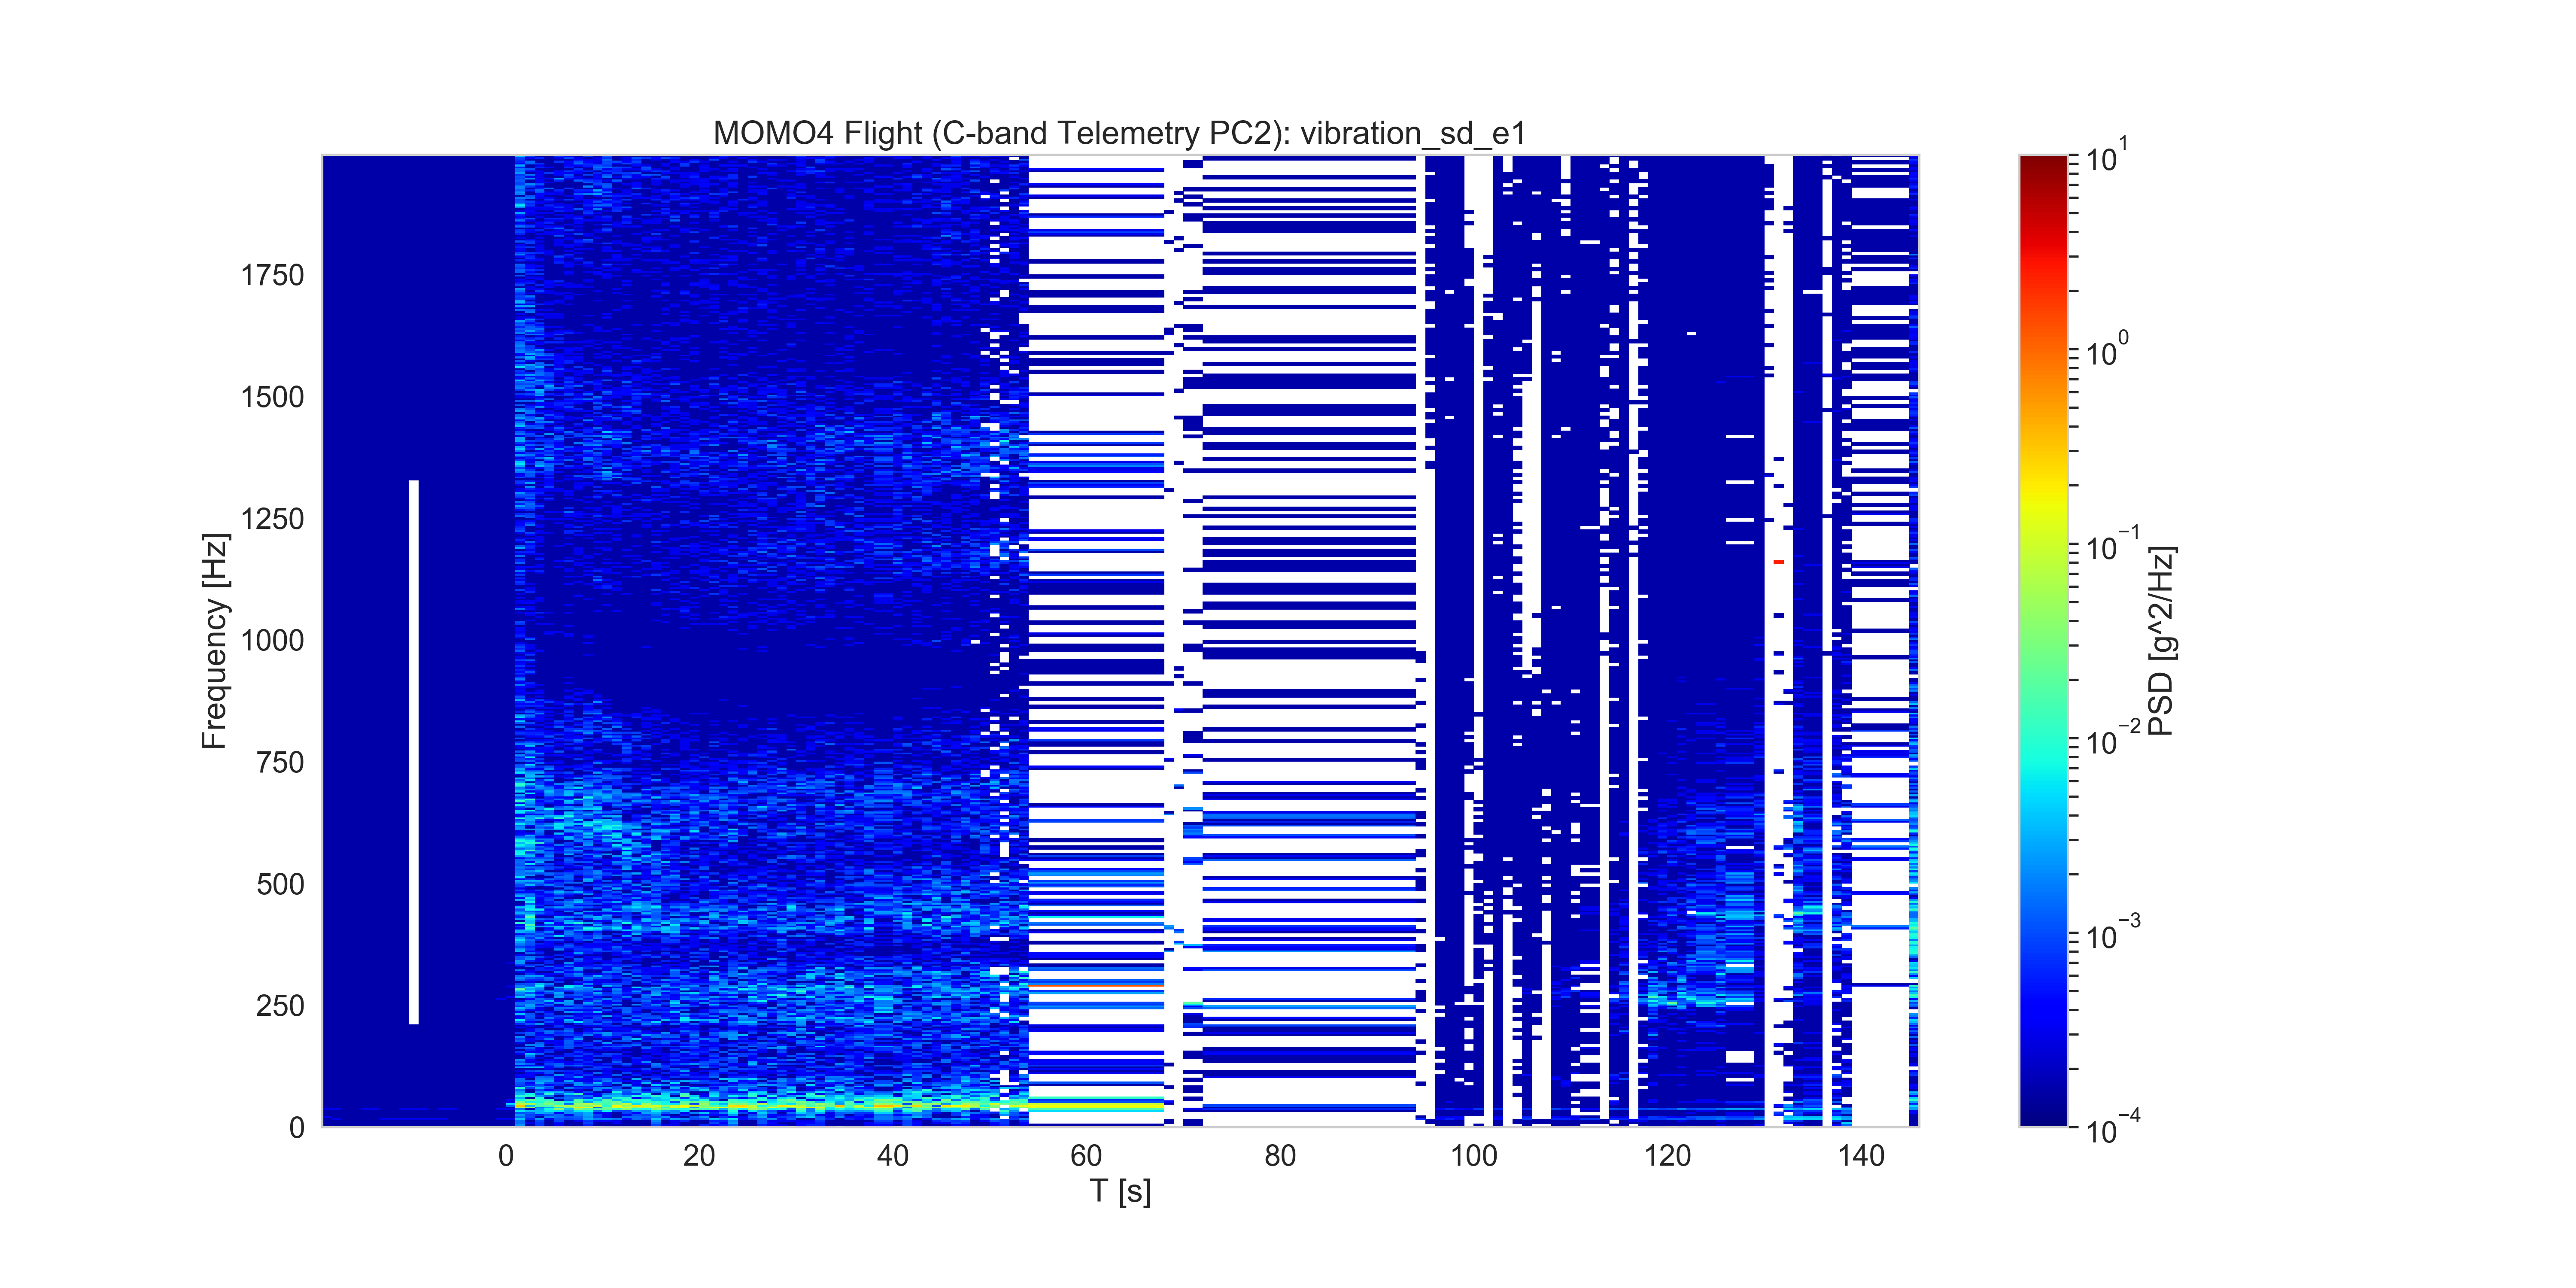 MOMO4 Flight (C-band Telemetry PC2): vibration_sd_e1
Frequency [Hz]
1750
1500
1250
1000
750
500
250
0
0 20 40 60 80 100 120 140
T [s]
10^1
10^0
10^−1
10^−2
10^−3
10^−4
PSD [g^2/Hz]